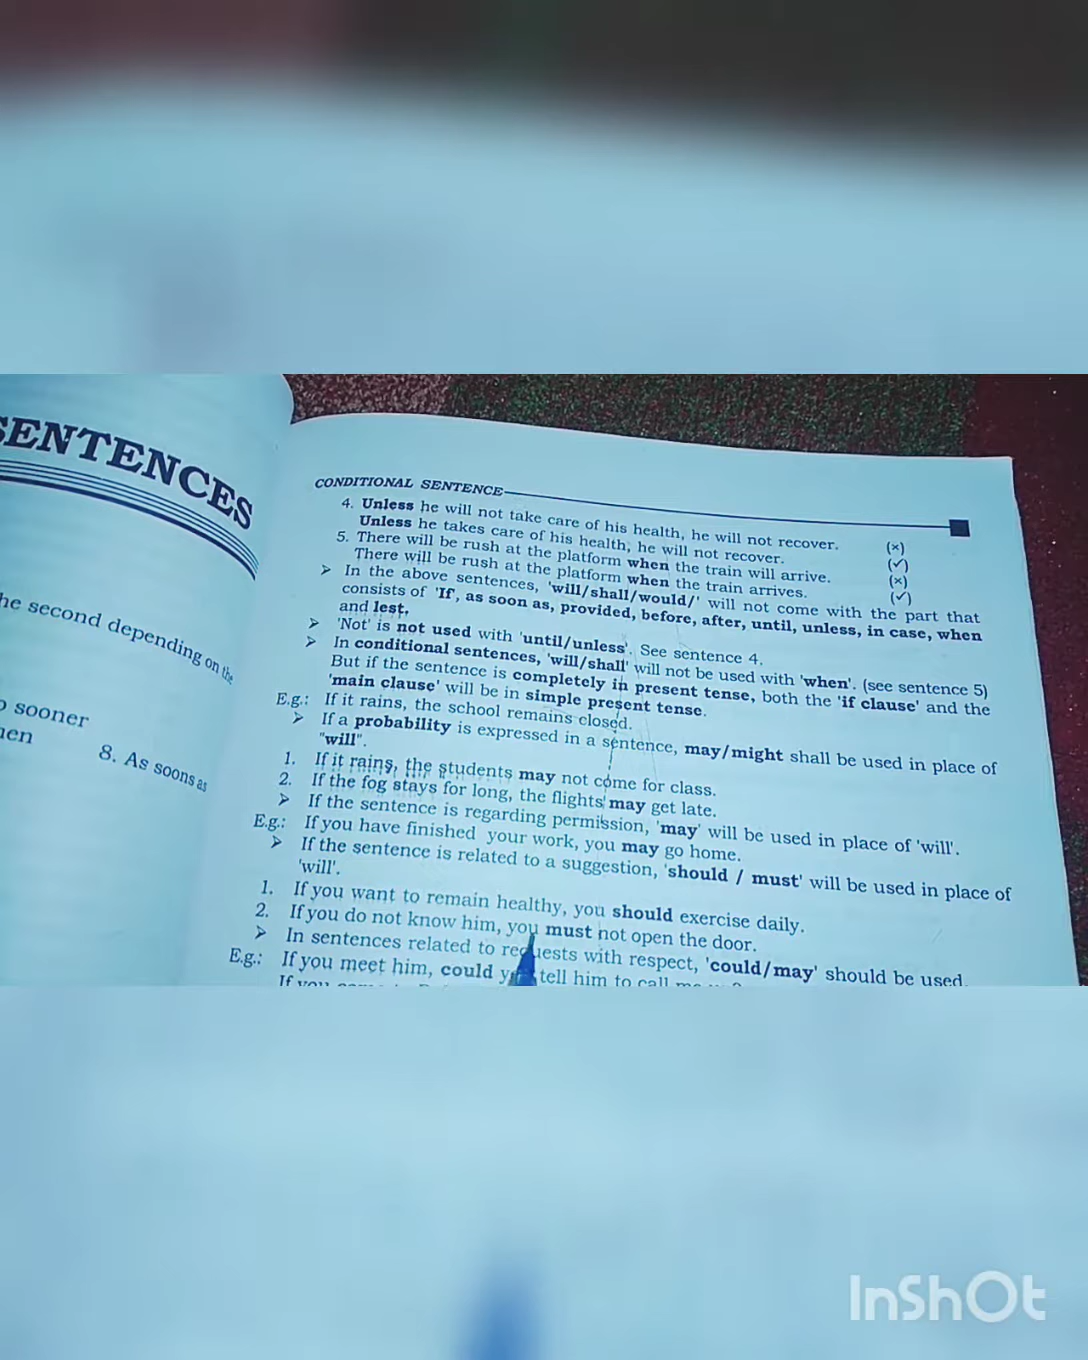 SENTENCES
he second depending on the
sooner
8. As soons as
CONDITIONAL SENTENCE
4. Unless he will not take care of his health, he will not recover. (×)
Unless he takes care of his health, he will not recover. (✓)
5. There will be rush at the platform when the train will arrive. (×)
There will be rush at the platform when the train arrives. (✓)
➢ In the above sentences, 'will/shall/would/' will not come with the part that
consists of 'If', as soon as, provided, before, after, until, unless, in case, when
and lest.
➢ 'Not' is not used with 'until/unless'. See sentence 4.
➢ In conditional sentences, 'will/shall' will not be used with 'when'. (see sentence 5)
But if the sentence is completely in present tense, both the 'if clause' and the
'main clause' will be in simple present tense.
E.g.: If it rains, the school remains closed.
➢ If a probability is expressed in a sentence, may/might shall be used in place of
"will".
1. If it rains, the students may not come for class.
2. If the fog stays for long, the flights may get late.
➢ If the sentence is regarding permission, 'may' will be used in place of 'will'.
E.g.: If you have finished your work, you may go home.
➢ If the sentence is related to a suggestion, 'should / must' will be used in place of
'will'.
1. If you want to remain healthy, you should exercise daily.
2. If you do not know him, you must not open the door.
➢ In sentences related to requests with respect, 'could/may' should be used.
E.g.: If you meet him, could you tell him to call me
If you
InShOt